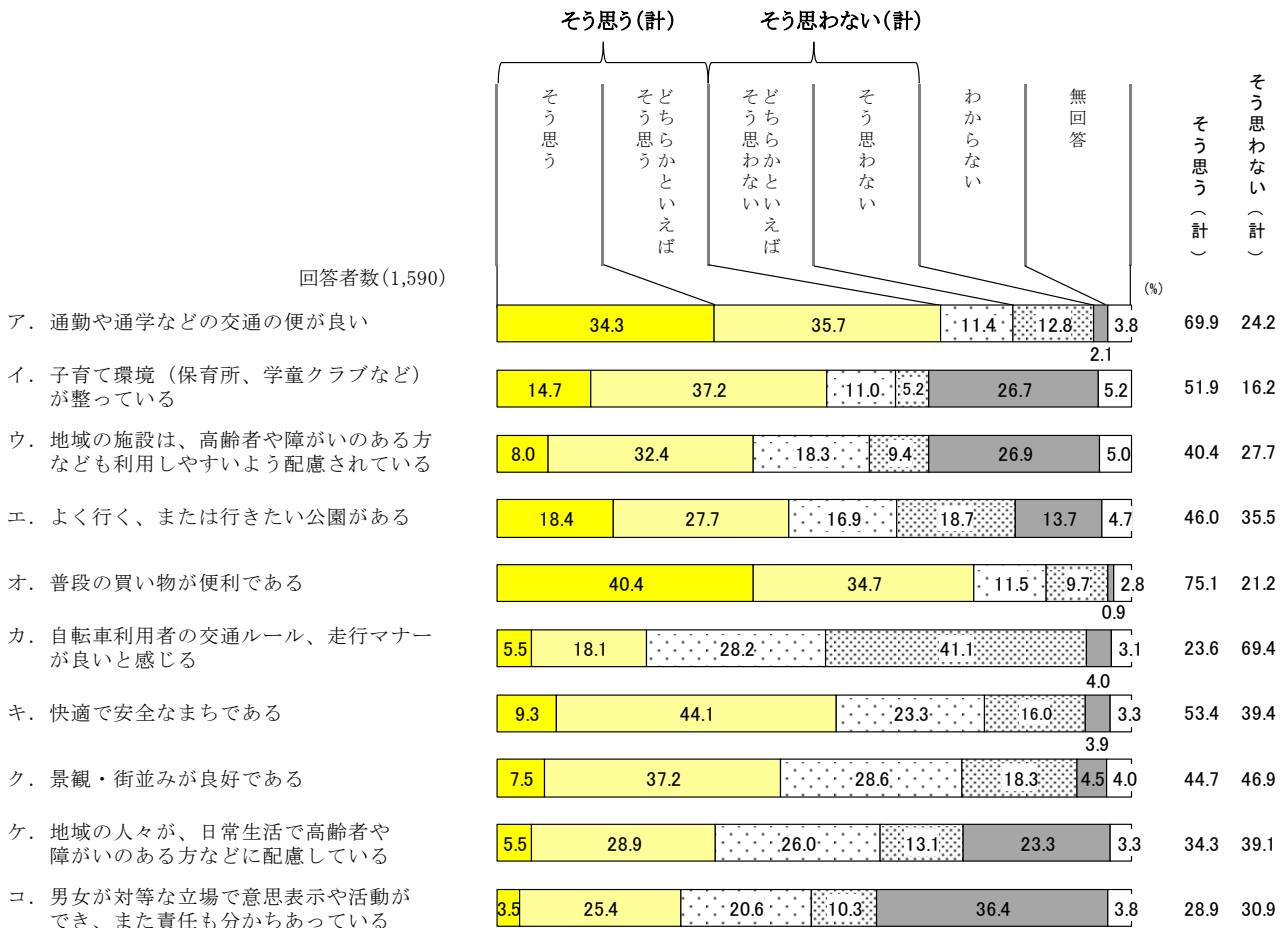 そう思う(計)
そう思わない(計)
そう思う
どちらかといえば
そう思う
どちらかといえば
そう思わない
そう思わない
わからない
無回答
そう思う(計)
そう思わない(計)
回答者数(1,590)
(%)
ア．通勤や通学などの交通の便が良い
34.3 35.7 11.4 12.8 3.8 69.9 24.2
2.1
イ．子育て環境（保育所、学童クラブなど）
が整っている
14.7 37.2 11.0 5.2 26.7 5.2 51.9 16.2
ウ．地域の施設は、高齢者や障がいのある方
なども利用しやすいよう配慮されている
8.0 32.4 18.3 9.4 26.9 5.0 40.4 27.7
エ．よく行く、または行きたい公園がある
18.4 27.7 16.9 18.7 13.7 4.7 46.0 35.5
オ．普段の買い物が便利である
40.4 34.7 11.5 9.7 2.8 75.1 21.2
0.9
カ．自転車利用者の交通ルール、走行マナー
が良いと感じる
5.5 18.1 28.2 41.1 3.1 23.6 69.4
4.0
キ．快適で安全なまちである
9.3 44.1 23.3 16.0 3.3 53.4 39.4
3.9
ク．景観・街並みが良好である
7.5 37.2 28.6 18.3 4.5 4.0 44.7 46.9
ケ．地域の人々が、日常生活で高齢者や
障がいのある方などに配慮している
5.5 28.9 26.0 13.1 23.3 3.3 34.3 39.1
コ．男女が対等な立場で意思表示や活動が
でき、また責任も分かちあっている
3.5 25.4 20.6 10.3 36.4 3.8 28.9 30.9